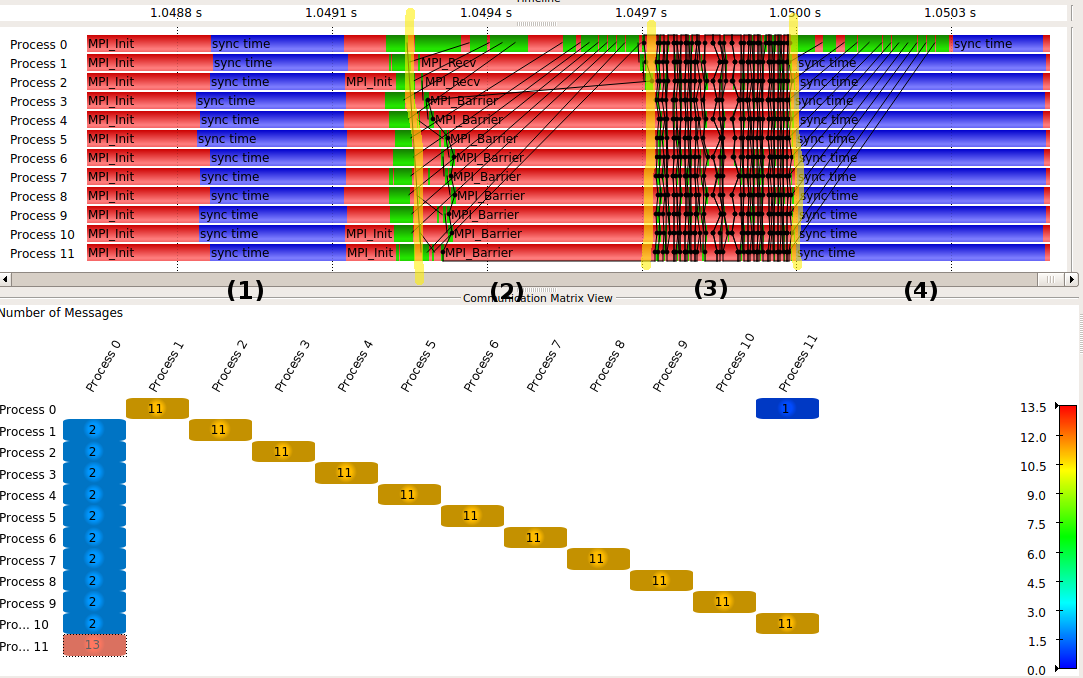 Timeline
1.0488 s 1.0491 s 1.0494 s 1.0497 s 1.0500 s 1.0503 s
Process 0 MPI_Init sync time sync time
Process 1 MPI_Init sync time MPI_Recv sync time
Process 2 MPI_Init sync time MPI_Init MPI_Recv sync time
Process 3 MPI_Init sync time MPI_Barrier sync time
Process 4 MPI_Init sync time MPI_Barrier sync time
Process 5 MPI_Init sync time MPI_Barrier sync time
Process 6 MPI_Init sync time MPI_Barrier sync time
Process 7 MPI_Init sync time MPI_Barrier sync time
Process 8 MPI_Init sync time MPI_Barrier sync time
Process 9 MPI_Init sync time MPI_Barrier sync time
Process 10 MPI_Init sync time MPI_Init MPI_Barrier sync time
Process 11 MPI_Init sync time MPI_Init MPI_Barrier sync time
(1) (2) (3) (4)
Communication Matrix View
Number of Messages
Process 0 Process 1 Process 2 Process 3 Process 4 Process 5 Process 6 Process 7 Process 8 Process 9 Process 10 Process 11
Process 0 11 1
Process 1 2 11
Process 2 2 11
Process 3 2 11
Process 4 2 11
Process 5 2 11
Process 6 2 11
Process 7 2 11
Process 8 2 11
Process 9 2 11
Pro... 10 2 11
Pro... 11 13
13.5
12.0
10.5
9.0
7.5
6.0
4.5
3.0
1.5
0.0